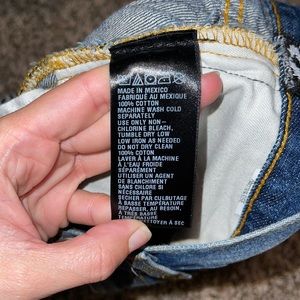 MADE IN MEXICO
FABRIQUÉ AU MEXIQUE
100% COTTON
MACHINE WASH COLD
SEPARATELY
USE ONLY NON–
CHLORINE BLEACH,
TUMBLE DRY LOW
LOW IRON AS NEEDED
DO NOT DRY CLEAN
100% COTON
LAVER À LA MACHINE
À L'EAU FROIDE
SÉPARÉMENT
UTILISER UN AGENT
DE BLANCHIMENT
SANS CHLORE SI
NÉCESSAIRE
SÉCHER PAR CULBUTAGE
À BASSE TEMPÉRATURE
REPASSER, AU BESOIN,
À TRÈS BASSE
TEMPÉRATURE
À SEC